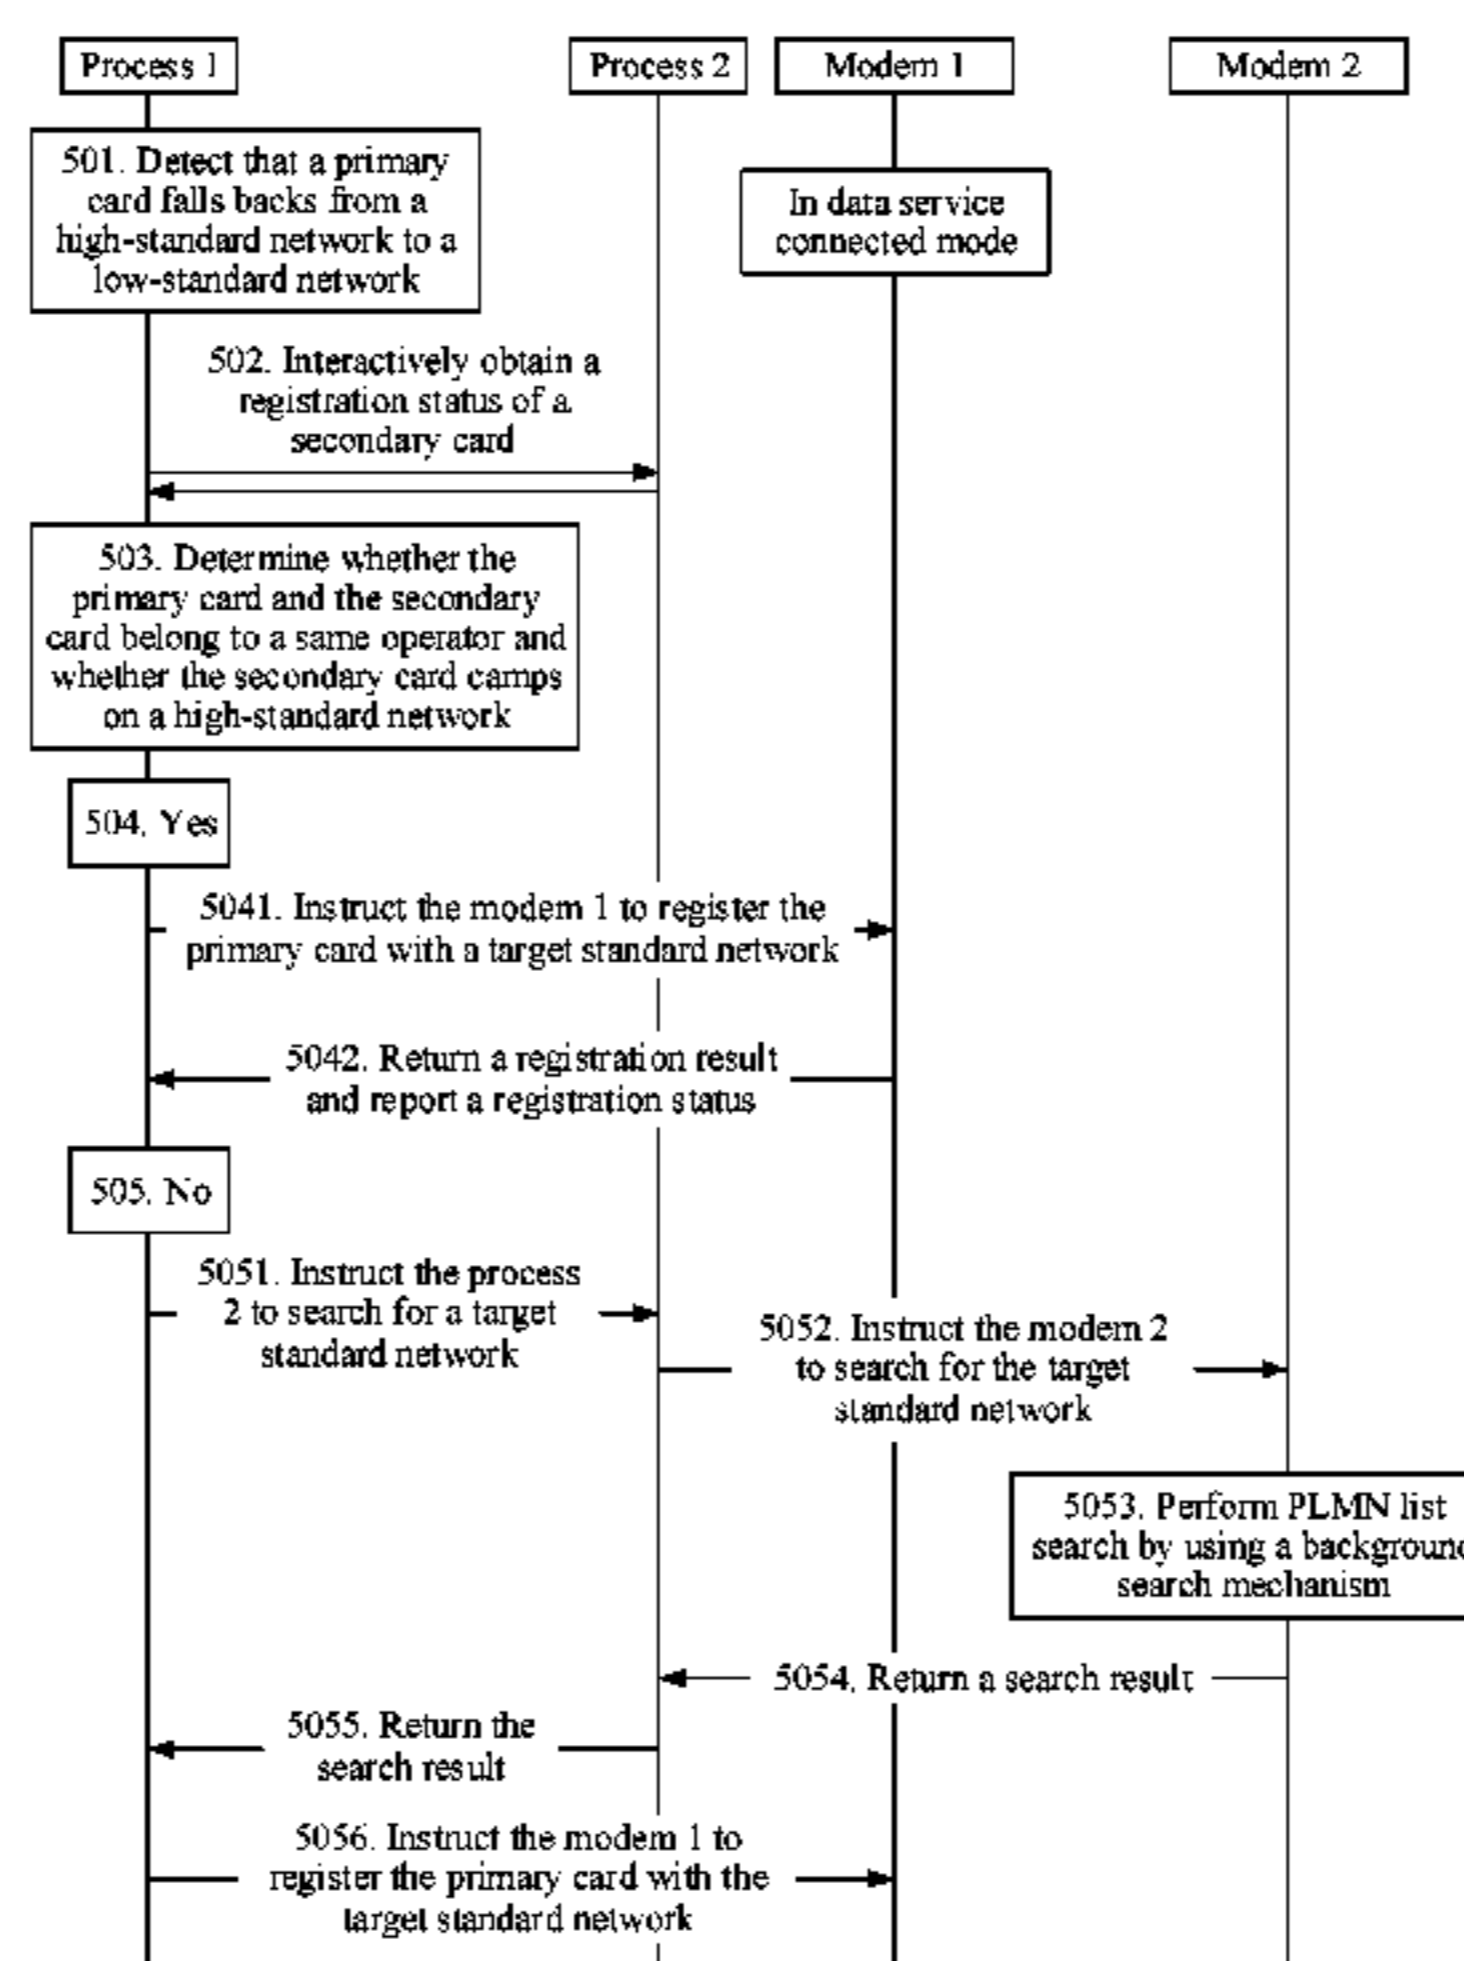 Process 1
Process 2
Modem 1
Modem 2
501. Detect that a primary
card falls backs from a
high-standard network to a
low-standard network
In data service
connected mode
502. Interactively obtain a
registration status of a
secondary card
503. Determine whether the
primary card and the secondary
card belong to a same operator and
whether the secondary card camps
on a high-standard network
504. Yes
5041. Instruct the modem 1 to register the
primary card with a target standard network
5042. Return a registration result
and report a registration status
505. No
5051. Instruct the process
2 to search for a target
standard network
5052. Instruct the modem 2
to search for the target
standard network
5053. Perform PLMN list
search by using a background
search mechanism
5054. Return a search result
5055. Return the
search result
5056. Instruct the modem 1 to
register the primary card with the
target standard network